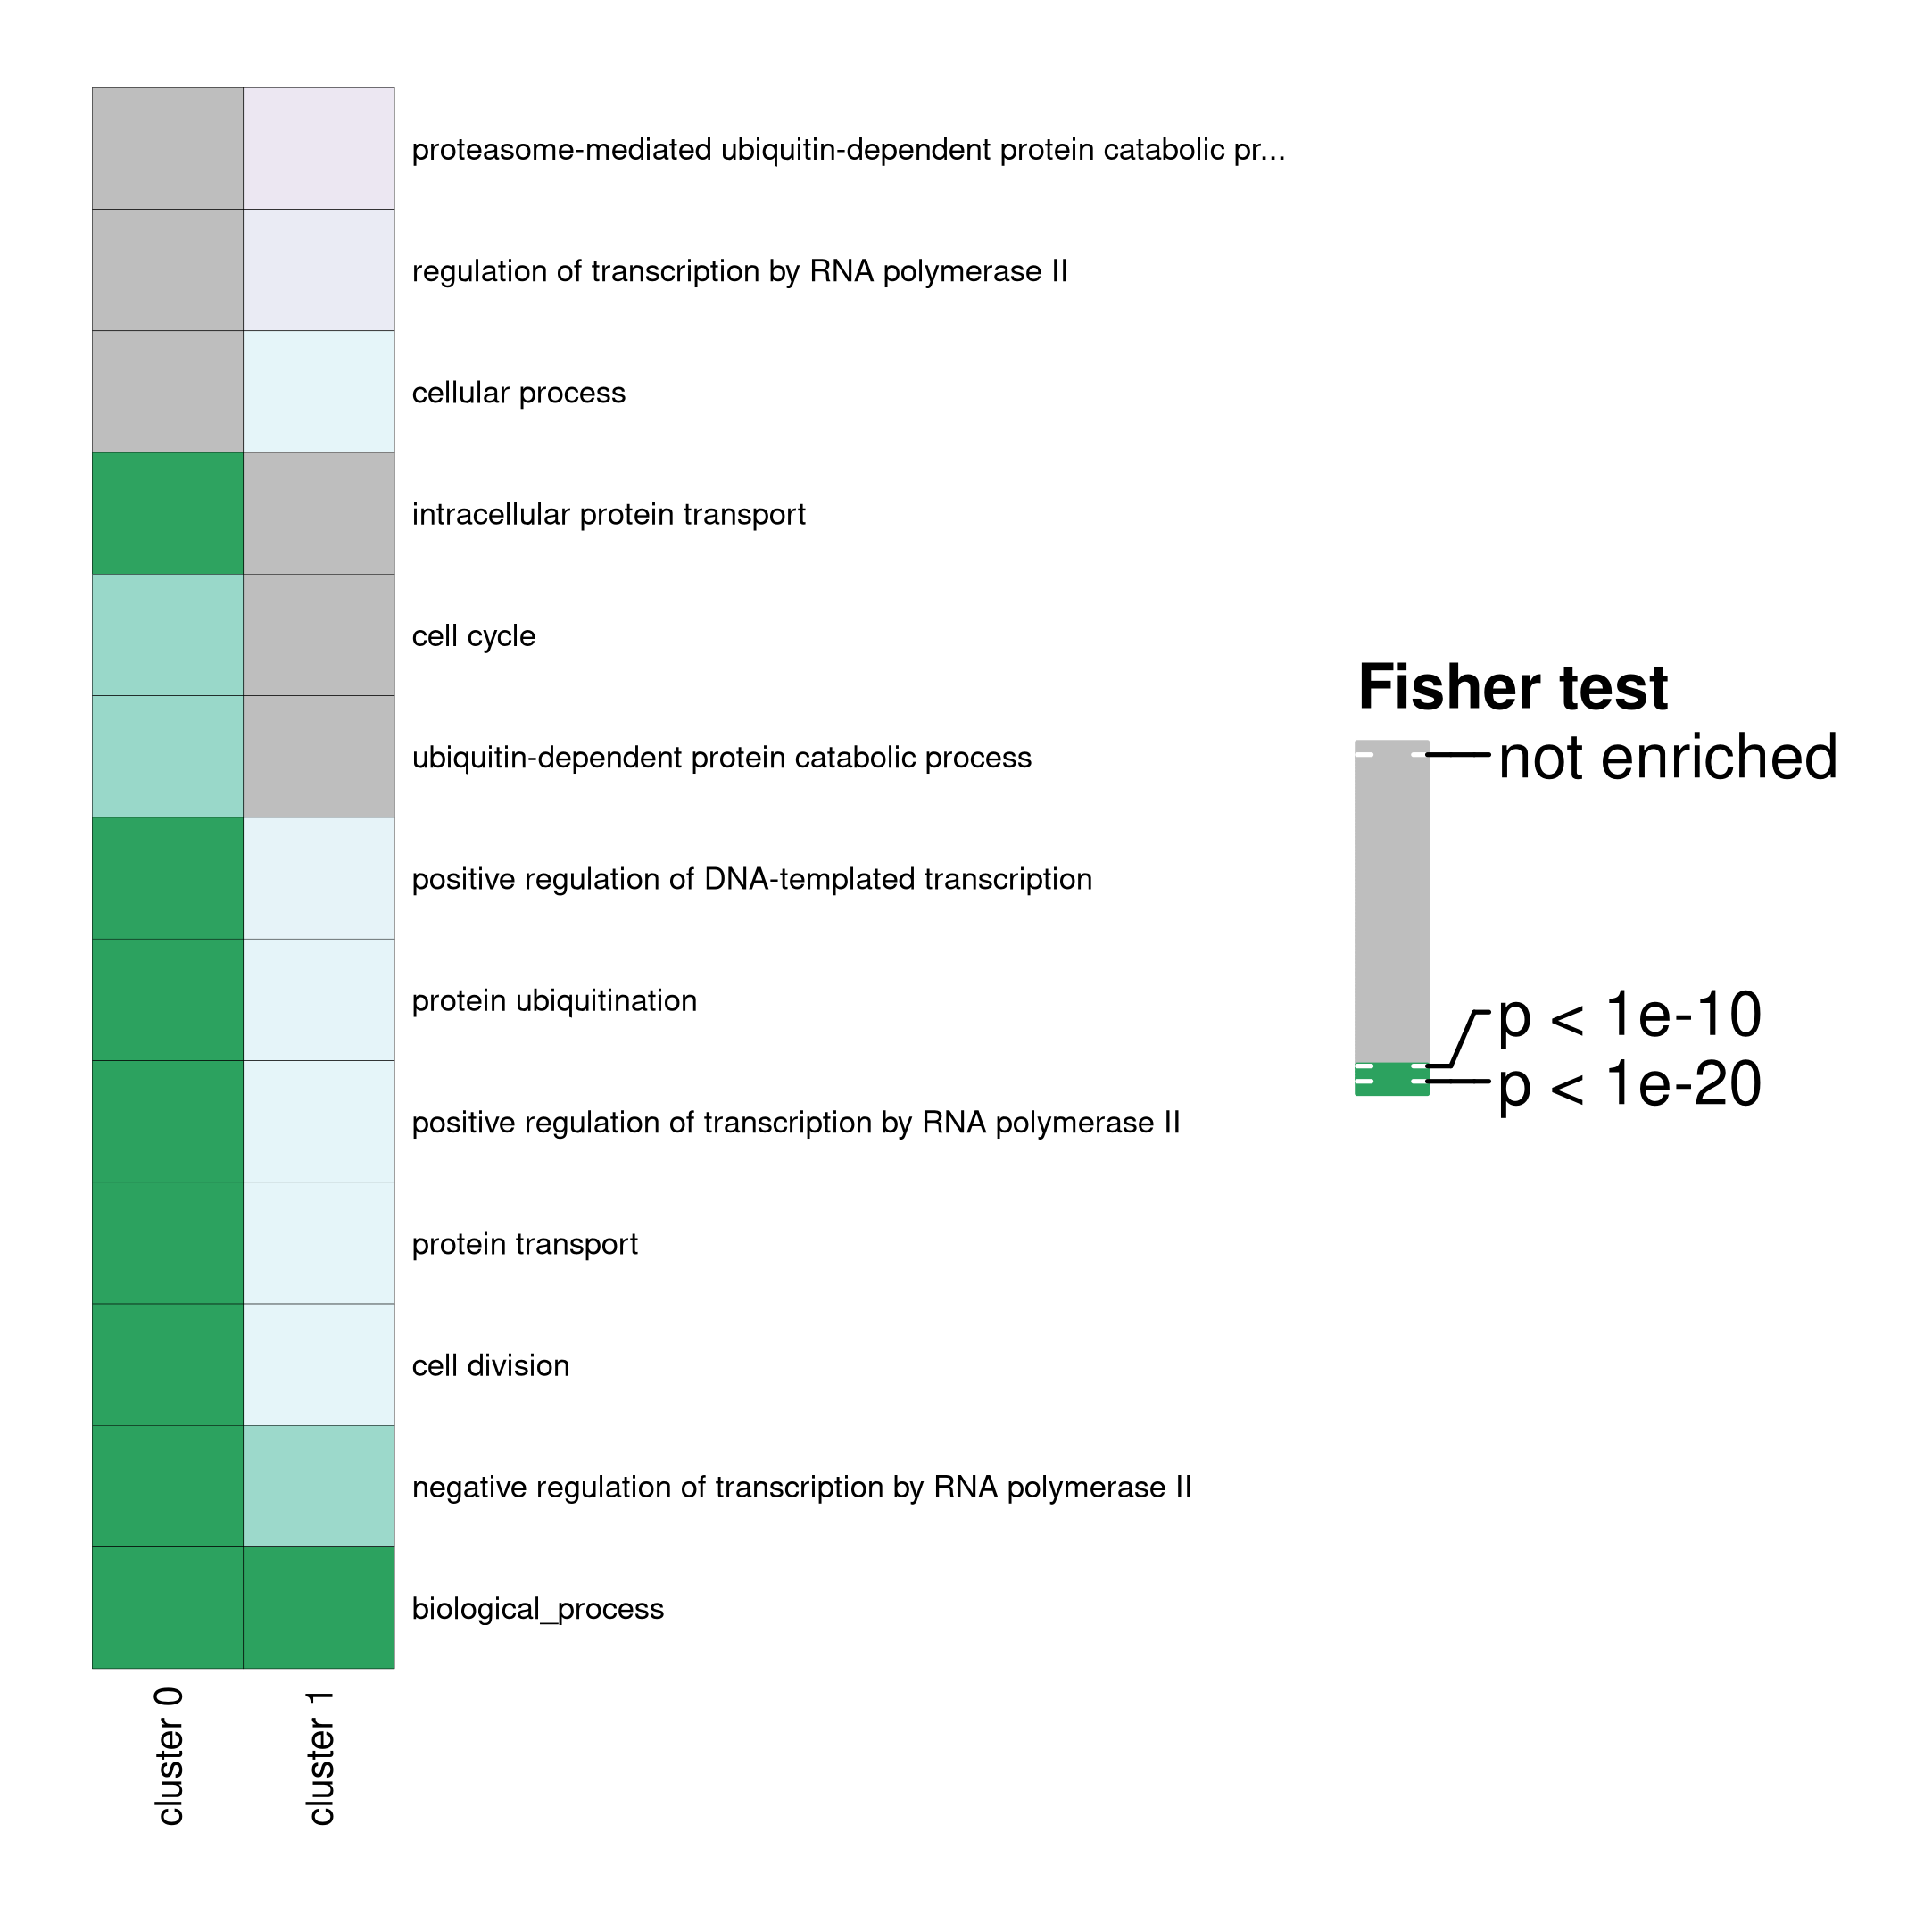 proteasome-mediated ubiquitin-dependent protein catabolic pr...
regulation of transcription by RNA polymerase II
cellular process
intracellular protein transport
cell cycle
ubiquitin-dependent protein catabolic process
positive regulation of DNA-templated transcription
protein ubiquitination
positive regulation of transcription by RNA polymerase II
protein transport
cell division
negative regulation of transcription by RNA polymerase II
biological_process
cluster 0
cluster 1
Fisher test
not enriched
p < 1e-10
p < 1e-20